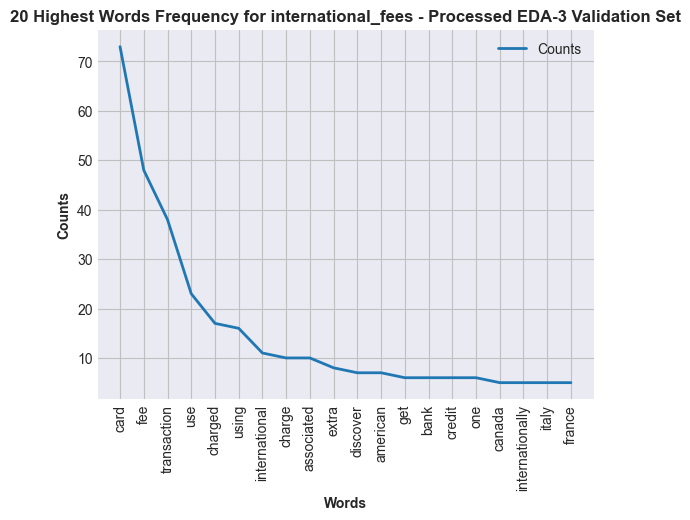 20 Highest Words Frequency for international_fees - Processed EDA-3 Validation Set
Counts
70
60
50
40
30
20
10
Counts
card
fee
transaction
use
charged
using
international
charge
associated
extra
discover
american
get
bank
credit
one
canada
internationally
italy
france
Words